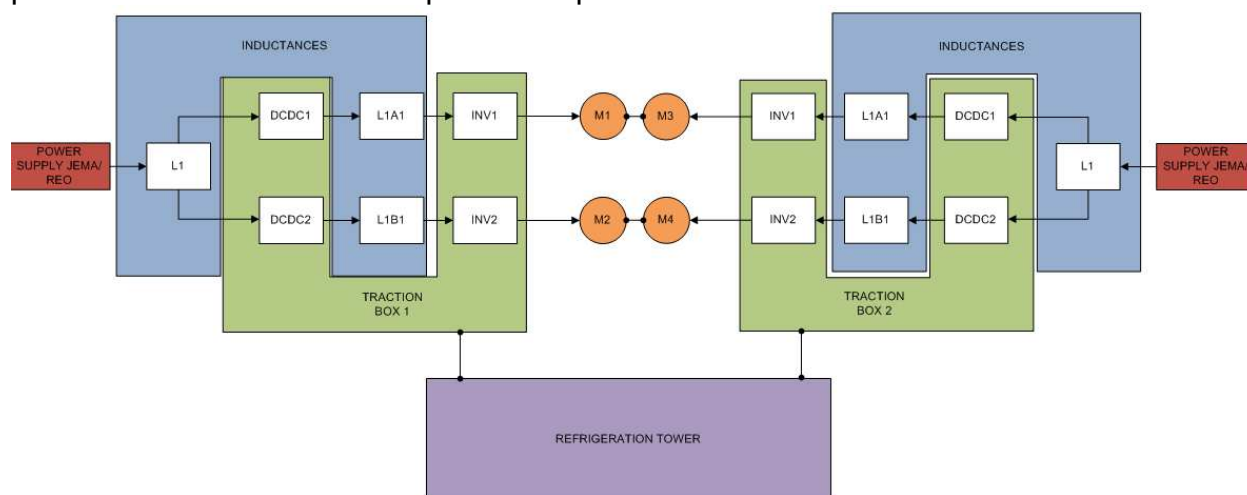 INDUCTANCES
INDUCTANCES
DCDC1
L1A1
INV1
M1
M3
INV1
L1A1
DCDC1
POWER
SUPPLY JEMA/
REO
L1
L1
POWER
SUPPLY JEMA/
REO
DCDC2
L1B1
INV2
M2
M4
INV2
L1B1
DCDC2
TRACTION
BOX 1
TRACTION
BOX 2
REFRIGERATION TOWER